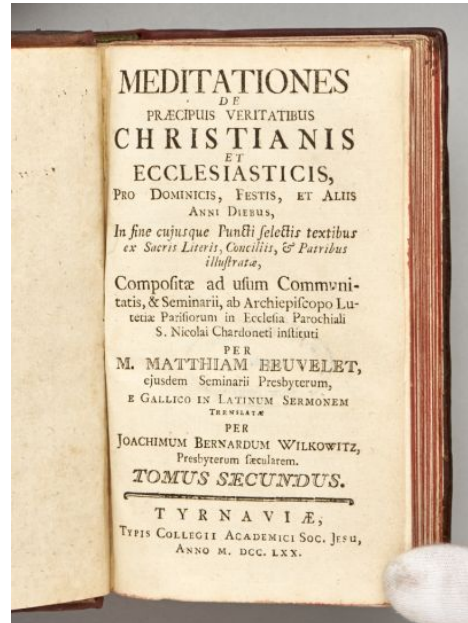 MEDITATIONES
DE
PRÆCIPUIS VERITATIBUS
CHRISTIANIS
ET
ECCLESIASTICIS,
PRO DOMINICIS, FESTIS, ET ALIIS
ANNI DIEBUS,
In fine cujusque Puncti selectis textibus
ex Sacris Literis, Conciliis, & Patribus
illustratæ,
Compositæ ad usum Communi-
tatis, & Seminarii, ab Archiepiscopo Lu-
tetiæ Parisiorum in Ecclesia Parochiali
S. Nicolai Chardoneti instituti
PER
M. MATTHIAM BEUVELET,
ejusdem Seminarii Presbyterum,
E GALLICO IN LATINUM SERMONEM
TRENSLATÆ
PER
JOACHIMUM BERNARDUM WILKOWITZ,
Presbyterum sæcularem.
TOMUS SÆCUNDUS.
TYRNAVIÆ,
TYPIS COLLEGII ACADEMICI SOC. JESU,
ANNO M. DCC. LXX.